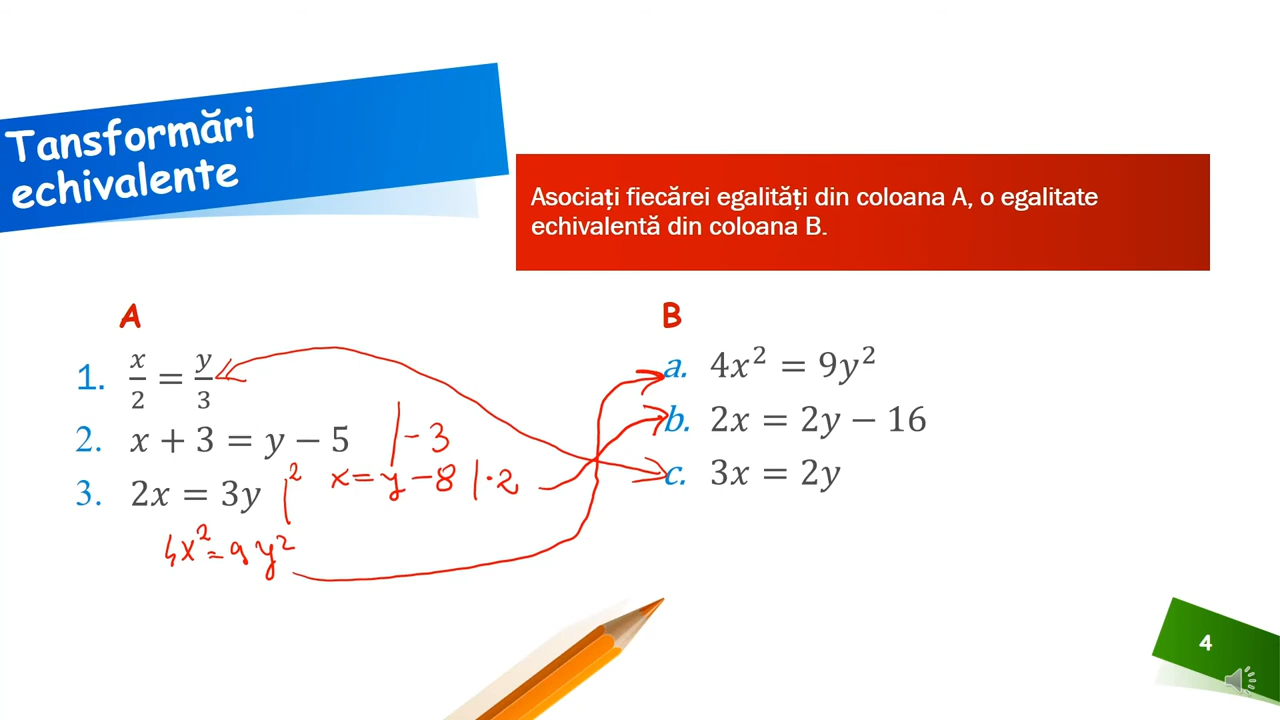 Tansformări
echivalente
Asociați fiecărei egalități din coloana A, o egalitate
echivalentă din coloana B.
A
B
1. x/2 = y/3
2. x + 3 = y − 5 | − 3
x = y − 8 | · 2
3. 2x = 3y |²
4x² = 9y²
a. 4x² = 9y²
b. 2x = 2y − 16
c. 3x = 2y
4